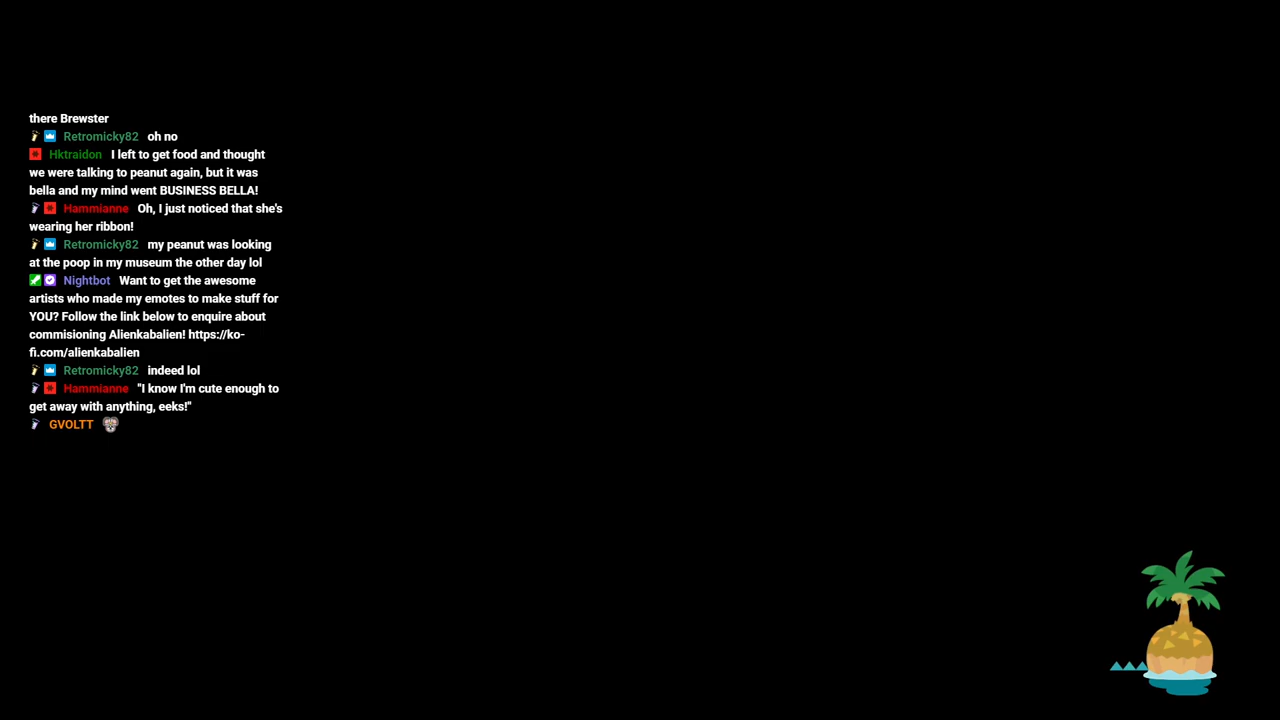 there Brewster
Retromicky82 oh no
Hktraidon I left to get food and thought
we were talking to peanut again, but it was
bella and my mind went BUSINESS BELLA!
Hammianne Oh, I just noticed that she's
wearing her ribbon!
Retromicky82 my peanut was looking
at the poop in my museum the other day lol
Nightbot Want to get the awesome
artists who made my emotes to make stuff for
YOU? Follow the link below to enquire about
commisioning Alienkabalien! https://ko-
fi.com/alienkabalien
Retromicky82 indeed lol
Hammianne "I know I'm cute enough to
get away with anything, eeks!"
GVOLTT